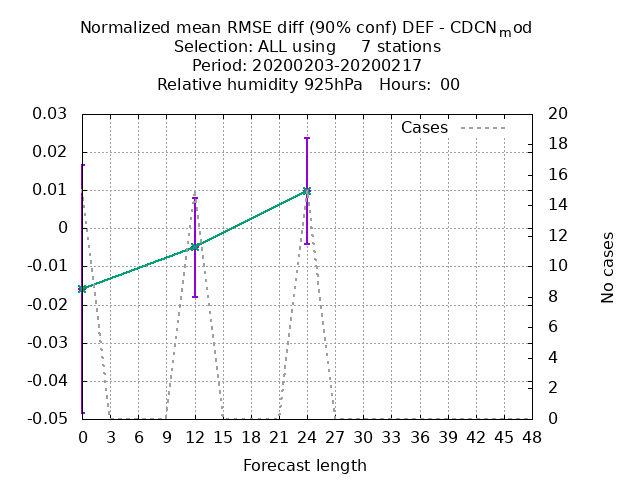 Normalized mean RMSE diff (90% conf) DEF - CDCN_mod
Selection: ALL using 7 stations
Period: 20200203-20200217
Relative humidity 925hPa Hours: 00
Cases
0.03
0.02
0.01
0
-0.01
-0.02
-0.03
-0.04
-0.05
20
18
16
14
12
10
8
6
4
2
0
No cases
0 3 6 9 12 15 18 21 24 27 30 33 36 39 42 45 48
Forecast length